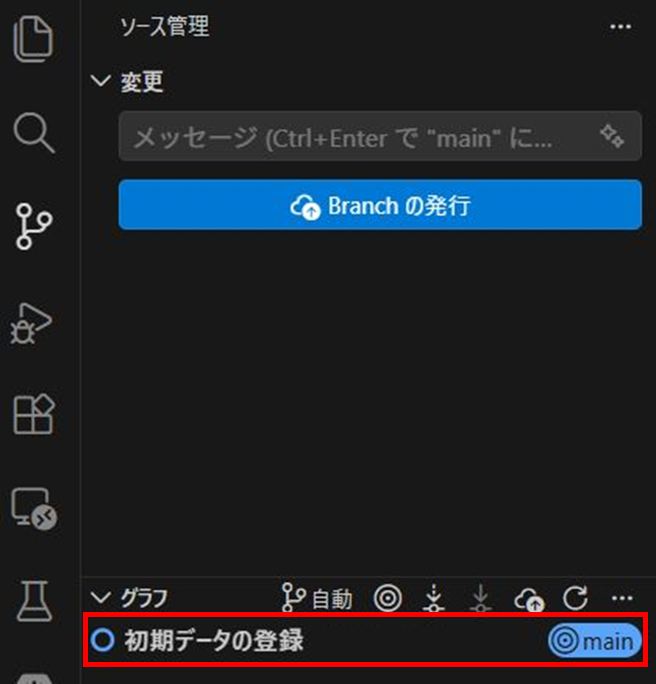 ソース管理
変更
メッセージ (Ctrl+Enter で "main" に...
Branch の発行
グラフ 自動
初期データの登録 main